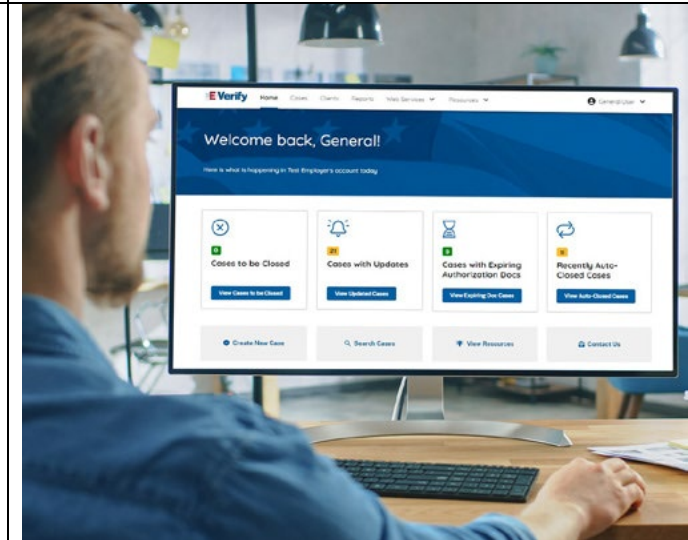 E-Verify Home Cases Clients Reports Web Services Resources General User
Welcome back, General!
Here is what is happening in Test Employer's account today
0
21
Cases to be Closed
Cases with Updates
Cases with Expiring
Authorization Docs
Recently Auto-
Closed Cases
View Cases to be Closed
View Updated Cases
View Expiring Doc Cases
View Auto-Closed Cases
Create New Case
Search Cases
View Resources
Contact Us